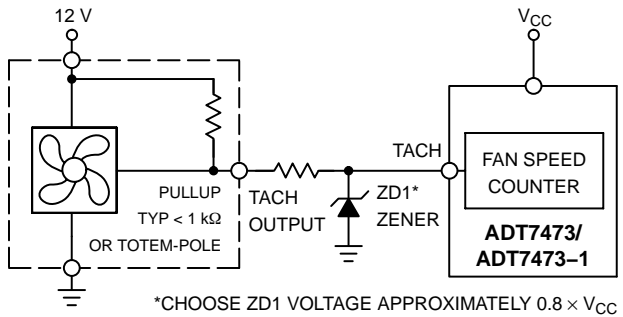 12 V
VCC
PULLUP
TYP < 1 kΩ
OR TOTEM-POLE
TACH
OUTPUT
ZD1*
ZENER
TACH
FAN SPEED
COUNTER
ADT7473/
ADT7473–1
*CHOOSE ZD1 VOLTAGE APPROXIMATELY 0.8 × VCC